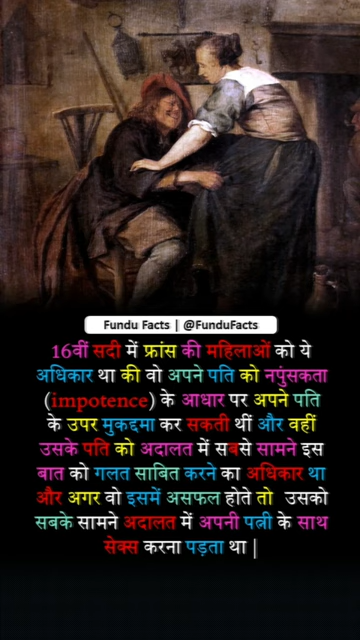 Fundu Facts | @FunduFacts
16वीं सदी में फ्रांस की महिलाओं को ये
अधिकार था की वो अपने पति को नपुंसकता
(impotence) के आधार पर अपने पति
के उपर मुकद्दमा कर सकती थीं और वहीं
उसके पति को अदालत में सबसे सामने इस
बात को गलत साबित करने का अधिकार था
और अगर वो इसमें असफल होते तो उसको
सबके सामने अदालत में अपनी पत्नी के साथ
सेक्स करना पड़ता था |